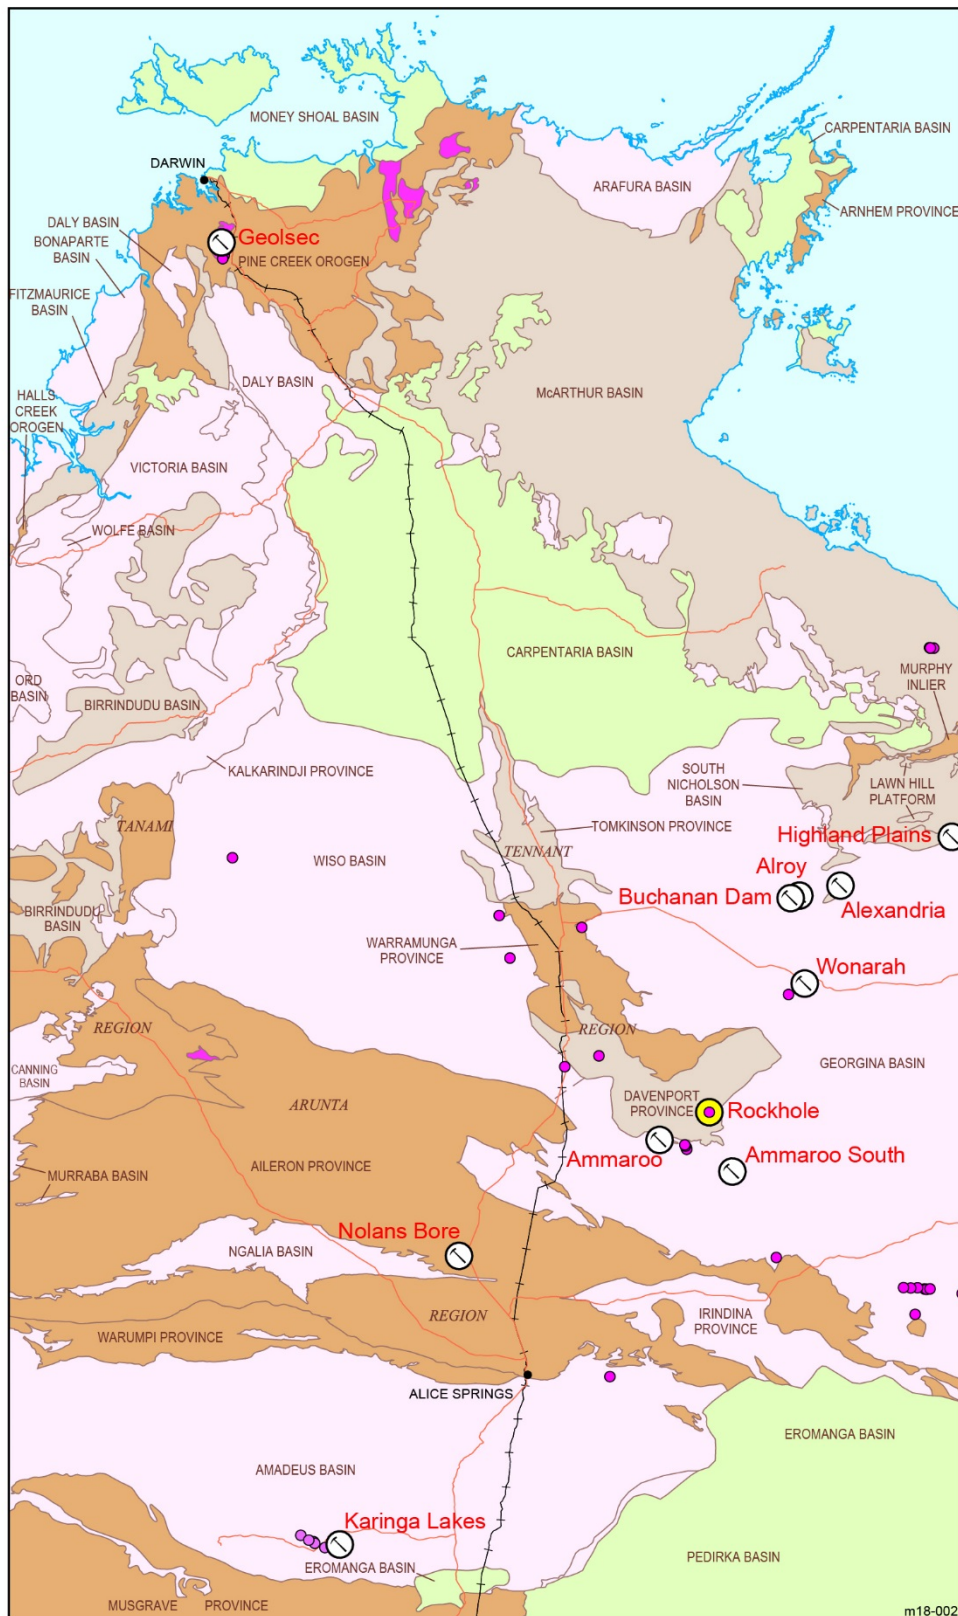 MONEY SHOAL BASIN
CARPENTARIA BASIN
DARWIN
ARAFURA BASIN
ARNHEM PROVINCE
DALY BASIN
BONAPARTE
BASIN
Geolsec
PINE CREEK OROGEN
FITZMAURICE
BASIN
HALLS
CREEK
OROGEN
DALY BASIN
McARTHUR BASIN
VICTORIA BASIN
WOLFE BASIN
CARPENTARIA BASIN
ORD
BASIN
BIRRINDUDU BASIN
MURPHY
INLIER
KALKARINDJI PROVINCE
SOUTH
NICHOLSON
BASIN
LAWN HILL
PLATFORM
TANAMI
TOMKINSON PROVINCE
Highland Plains
TENNANT
WISO BASIN
Alroy
Buchanan Dam
Alexandria
BIRRINDUDU
BASIN
WARRAMUNGA
PROVINCE
Wonarah
REGION
REGION
CANNING
BASIN
GEORGINA BASIN
ARUNTA
DAVENPORT
PROVINCE
Rockhole
AILERON PROVINCE
Ammaroo
Ammaroo South
MURRABA BASIN
Nolans Bore
NGALIA BASIN
REGION
IRINDINA
PROVINCE
WARUMPI PROVINCE
ALICE SPRINGS
EROMANGA BASIN
AMADEUS BASIN
Karinga Lakes
EROMANGA BASIN
PEDIRKA BASIN
MUSGRAVE PROVINCE
m18-002